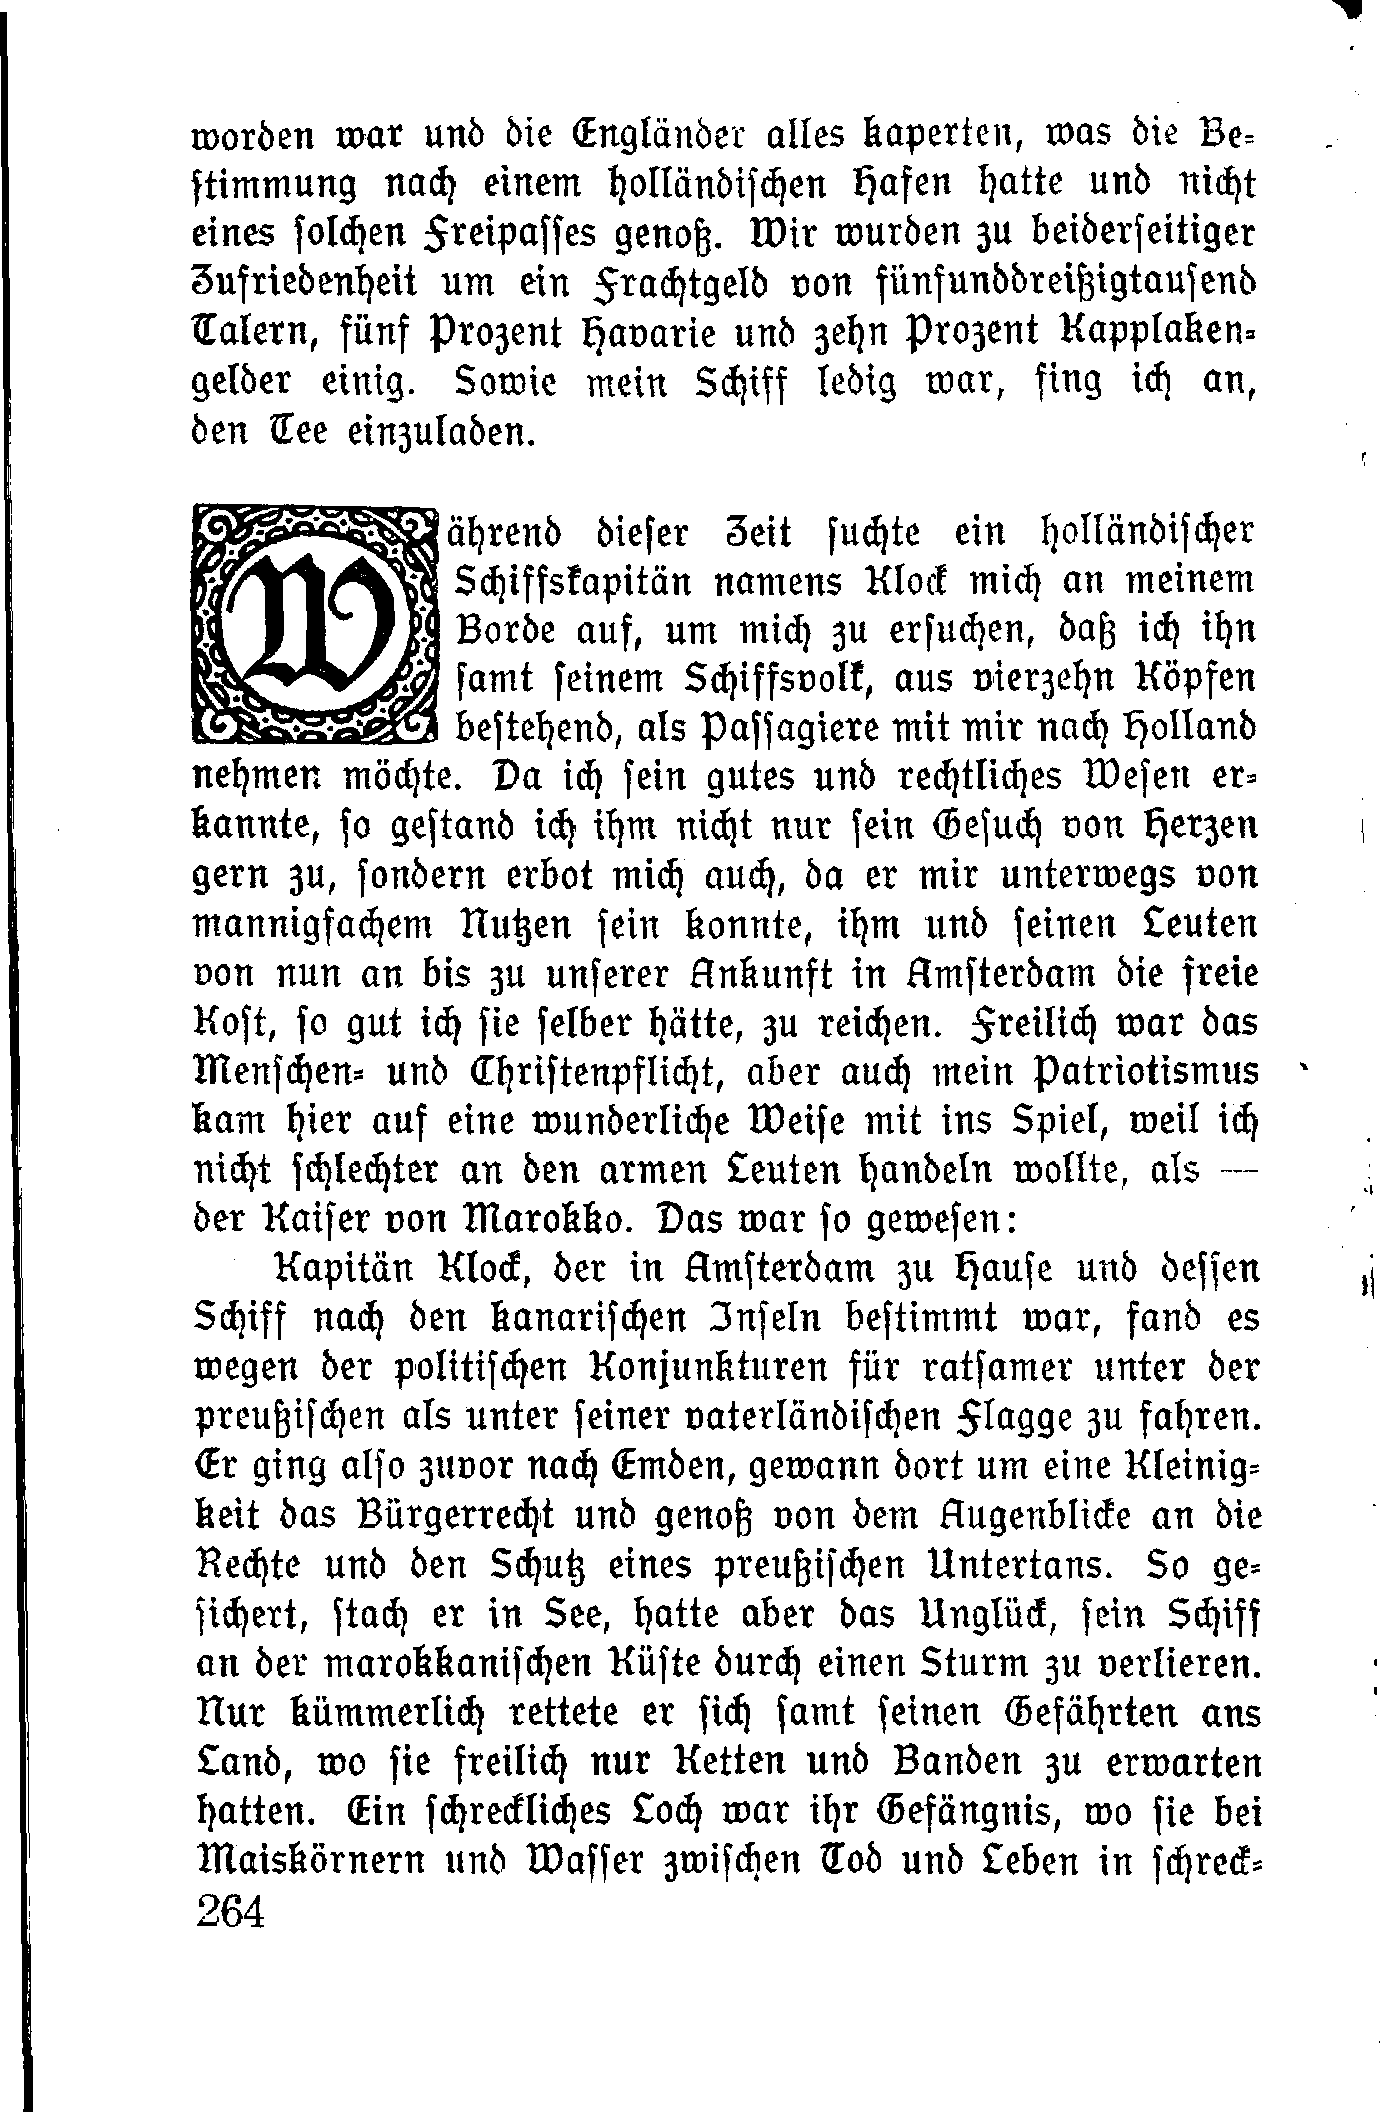 worden war und die Engländer alles kaperten, was die Be-
stimmung nach einem holländischen Hafen hatte und nicht
eines solchen Freipasses genoß. Wir wurden zu beiderseitiger
Zufriedenheit um ein Frachtgeld von fünfunddreißigtausend
Talern, fünf Prozent Havarie und zehn Prozent Kapplaken-
gelder einig. Sowie mein Schiff ledig war, fing ich an,
den Tee einzuladen.
Während dieser Zeit suchte ein holländischer
Schiffskapitän namens Klock mich an meinem
Borde auf, um mich zu ersuchen, daß ich ihn
samt seinem Schiffsvolk, aus vierzehn Köpfen
bestehend, als Passagiere mit mir nach Holland
nehmen möchte. Da ich sein gutes und rechtliches Wesen er-
kannte, so gestand ich ihm nicht nur sein Gesuch von Herzen
gern zu, sondern erbot mich auch, da er mir unterwegs von
mannigfachem Nutzen sein konnte, ihm und seinen Leuten
von nun an bis zu unserer Ankunft in Amsterdam die freie
Kost, so gut ich sie selber hätte, zu reichen. Freilich war das
Menschen- und Christenpflicht, aber auch mein Patriotismus
kam hier auf eine wunderliche Weise mit ins Spiel, weil ich
nicht schlechter an den armen Leuten handeln wollte, als —
der Kaiser von Marokko. Das war so gewesen:
Kapitän Klock, der in Amsterdam zu Hause und dessen
Schiff nach den kanarischen Inseln bestimmt war, fand es
wegen der politischen Konjunkturen für ratsamer unter der
preußischen als unter seiner vaterländischen Flagge zu fahren.
Er ging also zuvor nach Emden, gewann dort um eine Kleinig-
keit das Bürgerrecht und genoß von dem Augenblicke an die
Rechte und den Schutz eines preußischen Untertans. So ge-
sichert, stach er in See, hatte aber das Unglück, sein Schiff
an der marokkanischen Küste durch einen Sturm zu verlieren.
Nur kümmerlich rettete er sich samt seinen Gefährten ans
Land, wo sie freilich nur Ketten und Banden zu erwarten
hatten. Ein schreckliches Loch war ihr Gefängnis, wo sie bei
Maiskörnern und Wasser zwischen Tod und Leben in schreck-
264